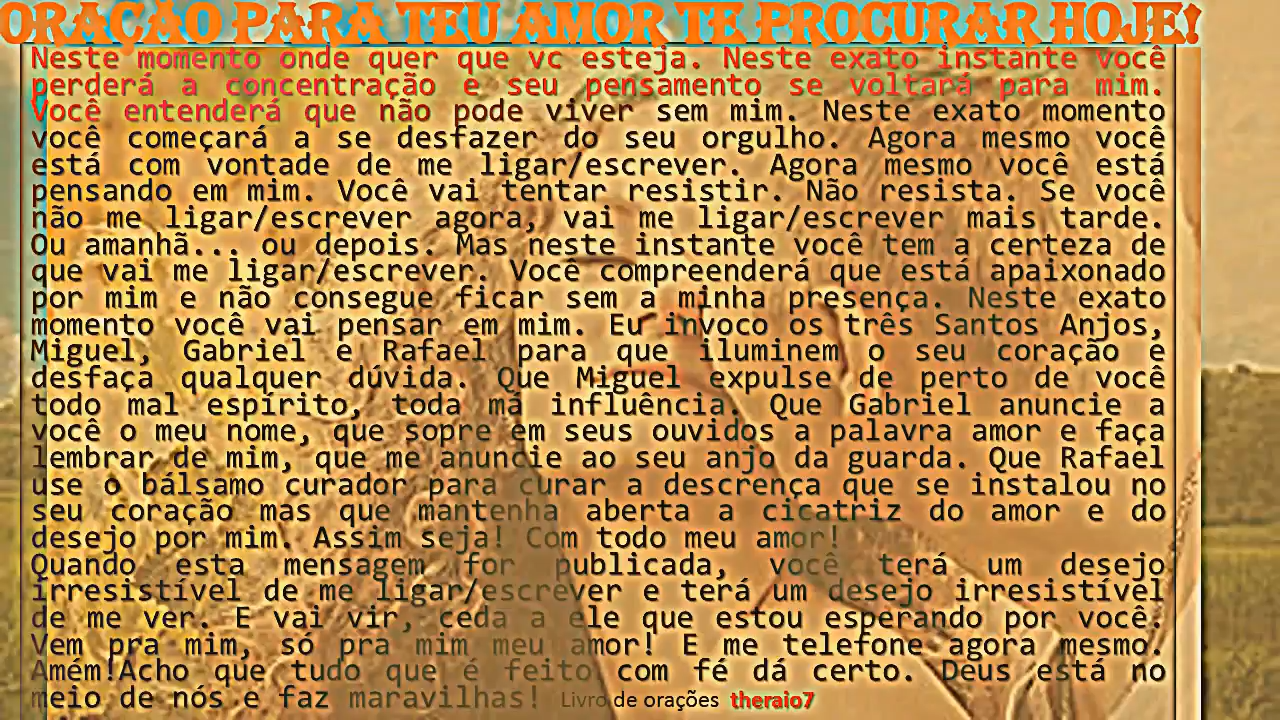 ORAÇÃO PARA TEU AMOR TE PROCURAR HOJE!
Neste momento onde quer que vc esteja. Neste exato instante você
perderá a concentração e seu pensamento se voltará para mim.
Você entenderá que não pode viver sem mim. Neste exato momento
você começará a se desfazer do seu orgulho. Agora mesmo você
está com vontade de me ligar/escrever. Agora mesmo você está
pensando em mim. Você vai tentar resistir. Não resista. Se você
não me ligar/escrever agora, vai me ligar/escrever mais tarde.
Ou amanhã... ou depois. Mas neste instante você tem a certeza de
que vai me ligar/escrever. Você compreenderá que está apaixonado
por mim e não consegue ficar sem a minha presença. Neste exato
momento você vai pensar em mim. Eu invoco os três Santos Anjos,
Miguel, Gabriel e Rafael para que iluminem o seu coração e
desfaça qualquer dúvida. Que Miguel expulse de perto de você
todo mal espírito, toda má influência. Que Gabriel anuncie a
você o meu nome, que sopre em seus ouvidos a palavra amor e faça
lembrar de mim, que me anuncie ao seu anjo da guarda. Que Rafael
use o bálsamo curador para curar a descrença que se instalou no
seu coração mas que mantenha aberta a cicatriz do amor e do
desejo por mim. Assim seja! Com todo meu amor!
Quando esta mensagem for publicada, você terá um desejo
irresistível de me ligar/escrever e terá um desejo irresistível
de me ver. E vai vir, ceda a ele que estou esperando por você.
Vem pra mim, só pra mim meu amor! E me telefone agora mesmo.
Amém!Acho que tudo que é feito com fé dá certo. Deus está no
meio de nós e faz maravilhas! Livro de orações theraio7